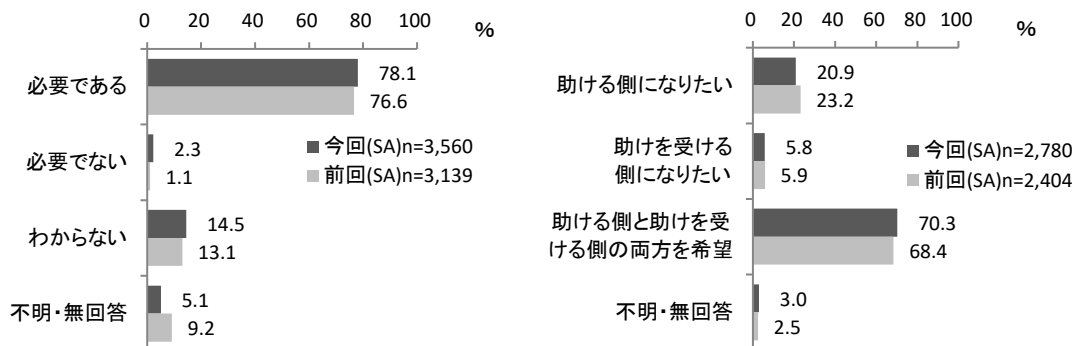 0 20 40 60 80 100
%
必要である
78.1
76.6
必要でない
2.3
1.1
今回(SA)n=3,560
前回(SA)n=3,139
わからない
14.5
13.1
不明・無回答
5.1
9.2
0 20 40 60 80 100
%
助ける側になりたい
20.9
23.2
助けを受ける
側になりたい
5.8
5.9
今回(SA)n=2,780
前回(SA)n=2,404
助ける側と助けを受
ける側の両方を希望
70.3
68.4
不明・無回答
3.0
2.5